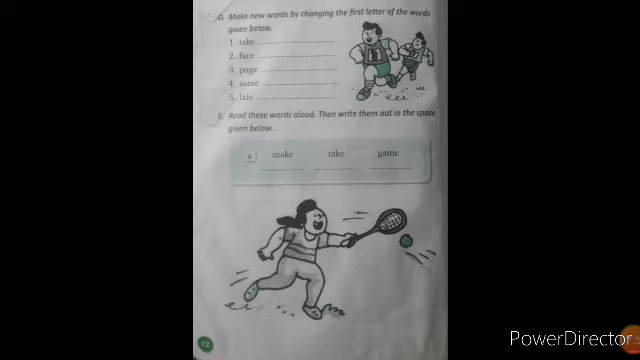 D. Make new words by changing the first letter of the words
given below.
1. take ..........................
2. face ..........................
3. page ..........................
4. same ..........................
5. late ..........................
E. Read these words aloud. Then write them out in the space
given below.
a make take game
.............. .............. ..............
12
PowerDirector